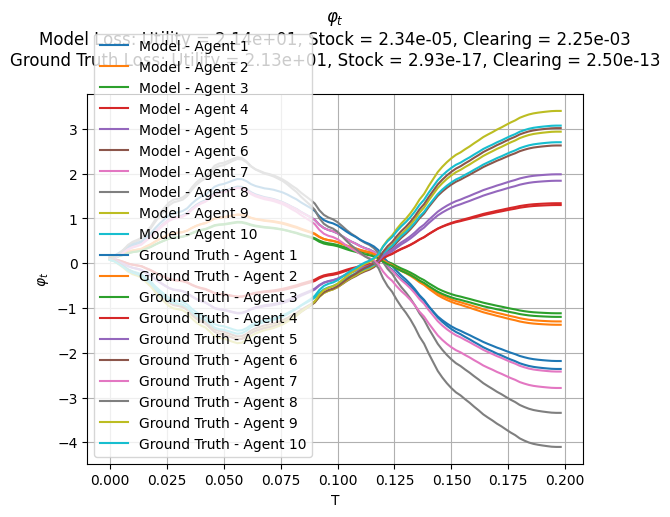 φₜ
Model Loss: Utility = 2.14e+01, Stock = 2.34e-05, Clearing = 2.25e-03
Ground Truth Loss: Utility = 2.13e+01, Stock = 2.93e-17, Clearing = 2.50e-13
Model - Agent 1
Model - Agent 2
Model - Agent 3
Model - Agent 4
Model - Agent 5
Model - Agent 6
Model - Agent 7
Model - Agent 8
Model - Agent 9
Model - Agent 10
Ground Truth - Agent 1
Ground Truth - Agent 2
Ground Truth - Agent 3
Ground Truth - Agent 4
Ground Truth - Agent 5
Ground Truth - Agent 6
Ground Truth - Agent 7
Ground Truth - Agent 8
Ground Truth - Agent 9
Ground Truth - Agent 10
3
2
1
0
−1
−2
−3
−4
φₜ
0.000 0.025 0.050 0.075 0.100 0.125 0.150 0.175 0.200
T